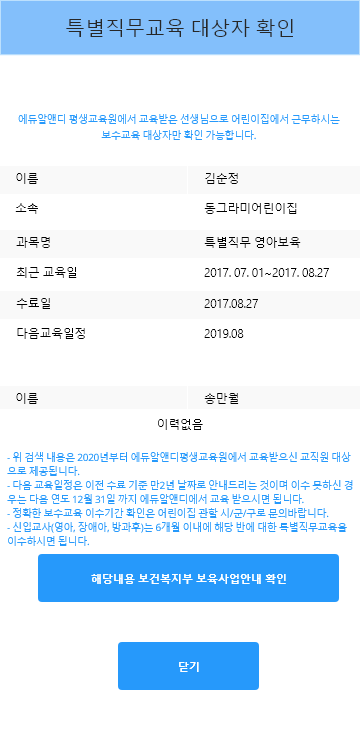 특별직무교육 대상자 확인
에듀알앤디 평생교육원에서 교육받은 선생님으로 어린이집에서 근무하시는
보수교육 대상자만 확인 가능합니다.
이름 김순정
소속 동그라미어린이집
과목명 특별직무 영아보육
최근 교육일 2017. 07. 01~2017. 08.27
수료일 2017.08.27
다음교육일정 2019.08
이름 송만월
이력없음
- 위 검색 내용은 2020년부터 에듀알앤디평생교육원에서 교육받으신 교직원 대상
으로 제공됩니다.
- 다음 교육일정은 이전 수료 기준 만2년 날짜로 안내드리는 것이며 이수 못하신 경
우는 다음 연도 12월 31일 까지 에듀알앤디에서 교육 받으시면 됩니다.
- 정확한 보수교육 이수기간 확인은 어린이집 관할 시/군/구로 문의바랍니다.
- 신입교사(영아, 장애아, 방과후)는 6개월 이내에 해당 반에 대한 특별직무교육을
이수하시면 됩니다.
해당내용 보건복지부 보육사업안내 확인
닫기